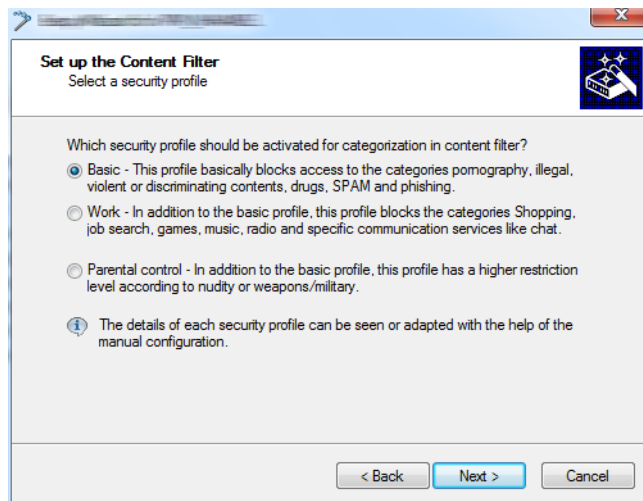 Set up the Content Filter
Select a security profile
Which security profile should be activated for categorization in content filter?
Basic - This profile basically blocks access to the categories pornography, illegal,
violent or discriminating contents, drugs, SPAM and phishing.
Work - In addition to the basic profile, this profile blocks the categories Shopping,
job search, games, music, radio and specific communication services like chat.
Parental control - In addition to the basic profile, this profile has a higher restriction
level according to nudity or weapons/military.
The details of each security profile can be seen or adapted with the help of the
manual configuration.
< Back
Next >
Cancel